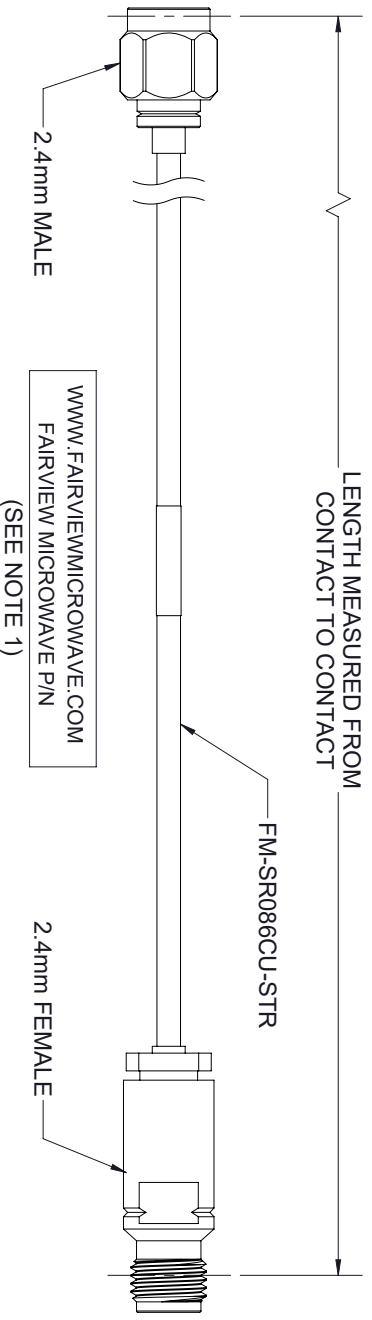 LENGTH MEASURED FROM
CONTACT TO CONTACT
FM-SR086CU-STR
2.4mm MALE
WWW.FAIRVIEWMICROWAVE.COM
FAIRVIEW MICROWAVE P/N
(SEE NOTE 1)
2.4mm FEMALE